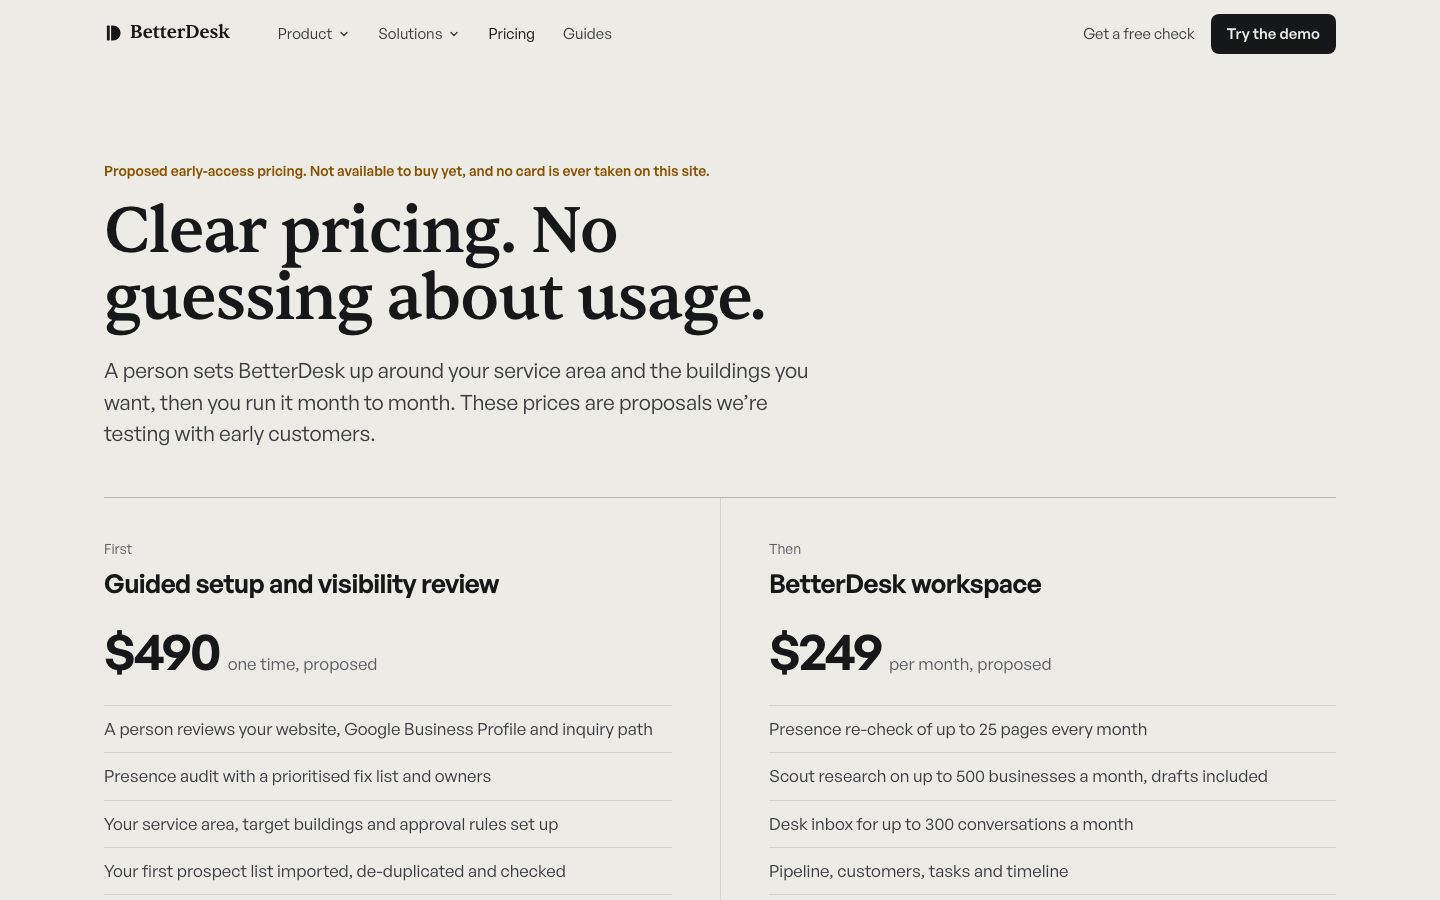 BetterDesk
Product
Solutions
Pricing
Guides
Get a free check
Try the demo
Proposed early-access pricing. Not available to buy yet, and no card is ever taken on this site.
Clear pricing. No
guessing about usage.
A person sets BetterDesk up around your service area and the buildings you
want, then you run it month to month. These prices are proposals we’re
testing with early customers.
First
Guided setup and visibility review
$490 one time, proposed
A person reviews your website, Google Business Profile and inquiry path
Presence audit with a prioritised fix list and owners
Your service area, target buildings and approval rules set up
Your first prospect list imported, de-duplicated and checked
Then
BetterDesk workspace
$249 per month, proposed
Presence re-check of up to 25 pages every month
Scout research on up to 500 businesses a month, drafts included
Desk inbox for up to 300 conversations a month
Pipeline, customers, tasks and timeline